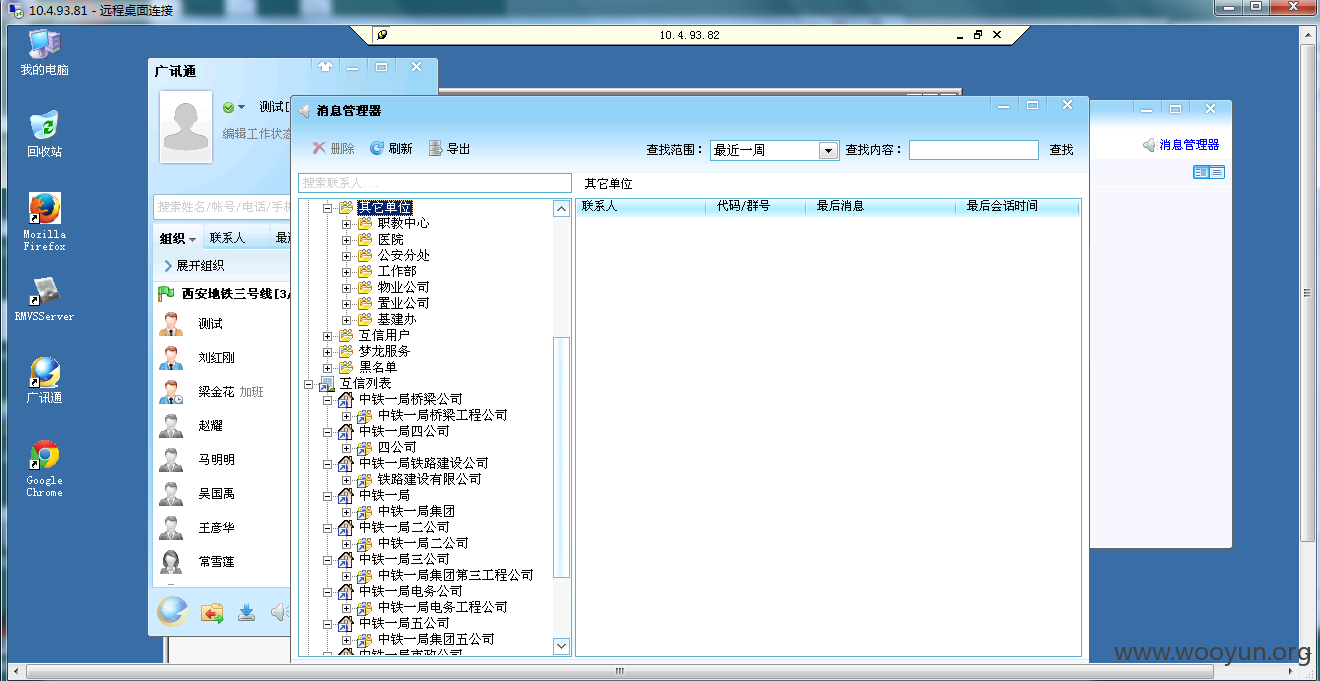 10.4.93.81 - 远程桌面连接
10.4.93.82
我的电脑
回收站
Mozilla
Firefox
RMVSServer
广讯通
Google
Chrome
广讯通
测试[
编辑工作状态
搜索姓名/帐号/电话/手机
组织
联系人
展开组织
西安地铁三号线[3/
测试
刘红刚
梁金花 加班
赵耀
马明明
吴国禹
王彦华
常雪莲
消息管理器
删除
刷新
导出
查找范围：
最近一周
查找内容：
查找
搜索联系人...
其它单位
其它单位
职教中心
医院
公安分处
工作部
物业公司
置业公司
基建办
互信用户
梦龙服务
黑名单
互信列表
中铁一局桥梁公司
中铁一局桥梁工程公司
中铁一局四公司
四公司
中铁一局铁路建设公司
铁路建设有限公司
中铁一局
中铁一局集团
中铁一局二公司
中铁一局二公司
中铁一局三公司
中铁一局集团第三工程公司
中铁一局电务公司
中铁一局电务工程公司
中铁一局五公司
中铁一局集团五公司
中铁一局市政公司
联系人
代码/群号
最后消息
最后会话时间
消息管理器
www.wooyun.org